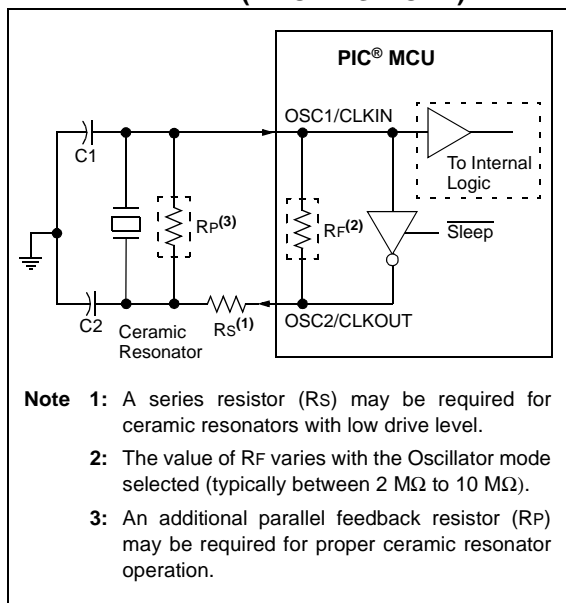 PIC® MCU
OSC1/CLKIN
C1
To Internal
Logic
RP(3)
RF(2)
Sleep
C2
Ceramic
Resonator
RS(1)
OSC2/CLKOUT
Note 1: A series resistor (RS) may be required for
ceramic resonators with low drive level.
2: The value of RF varies with the Oscillator mode
selected (typically between 2 MΩ to 10 MΩ).
3: An additional parallel feedback resistor (RP)
may be required for proper ceramic resonator
operation.